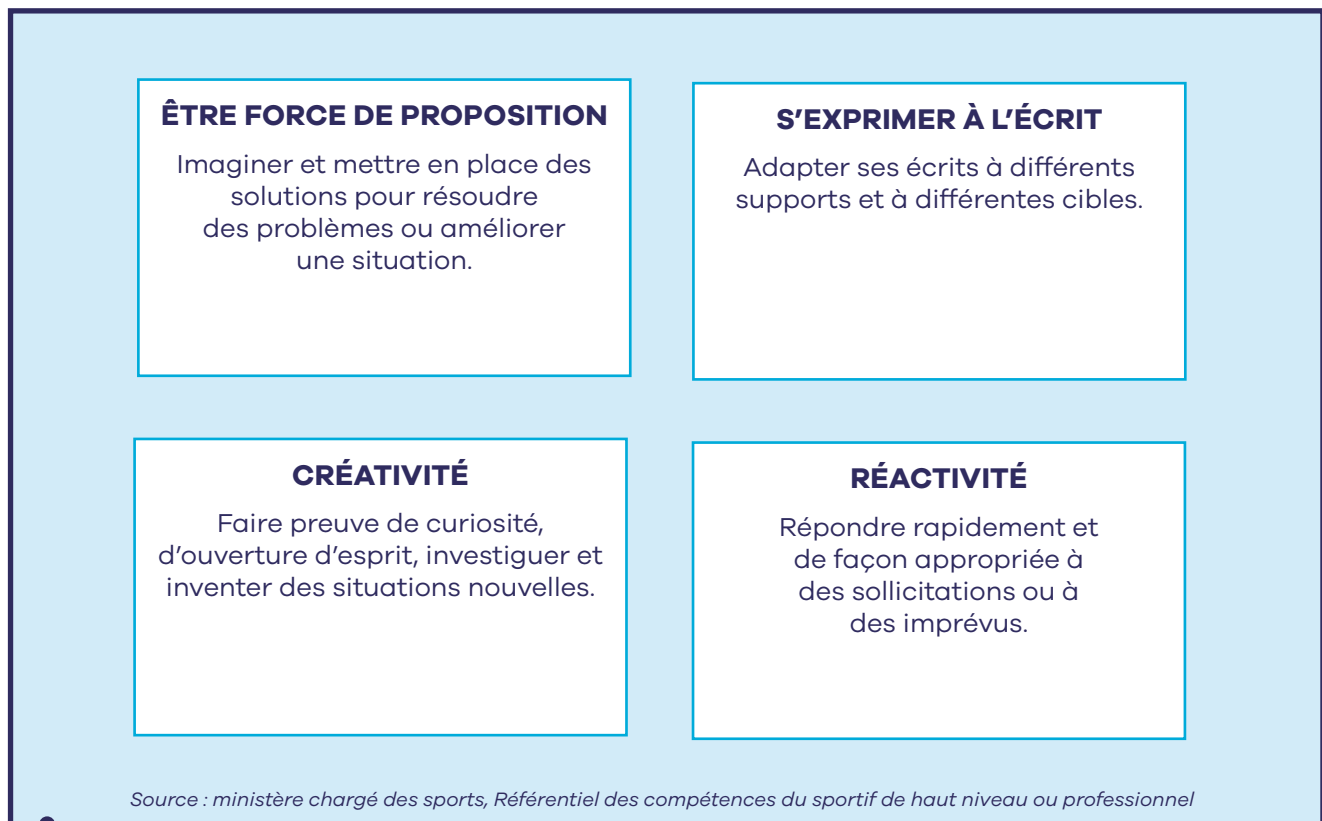 ÊTRE FORCE DE PROPOSITION
Imaginer et mettre en place des
solutions pour résoudre
des problèmes ou améliorer
une situation.
S’EXPRIMER À L’ÉCRIT
Adapter ses écrits à différents
supports et à différentes cibles.
CRÉATIVITÉ
Faire preuve de curiosité,
d’ouverture d’esprit, investiguer et
inventer des situations nouvelles.
RÉACTIVITÉ
Répondre rapidement et
de façon appropriée à
des sollicitations ou à
des imprévus.
Source : ministère chargé des sports, Référentiel des compétences du sportif de haut niveau ou professionnel